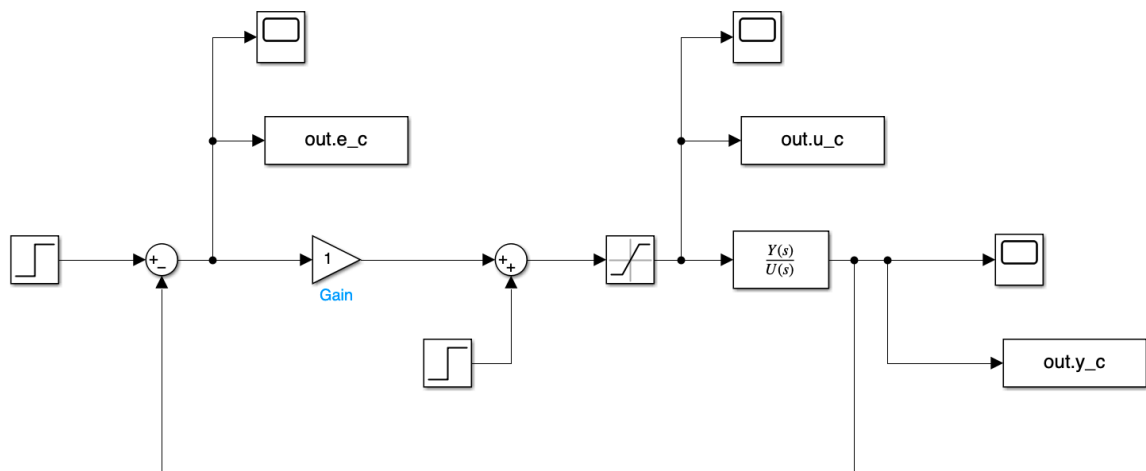 out.e_c
out.u_c
+
−
1
Gain
+
+
Y(s)
U(s)
out.y_c